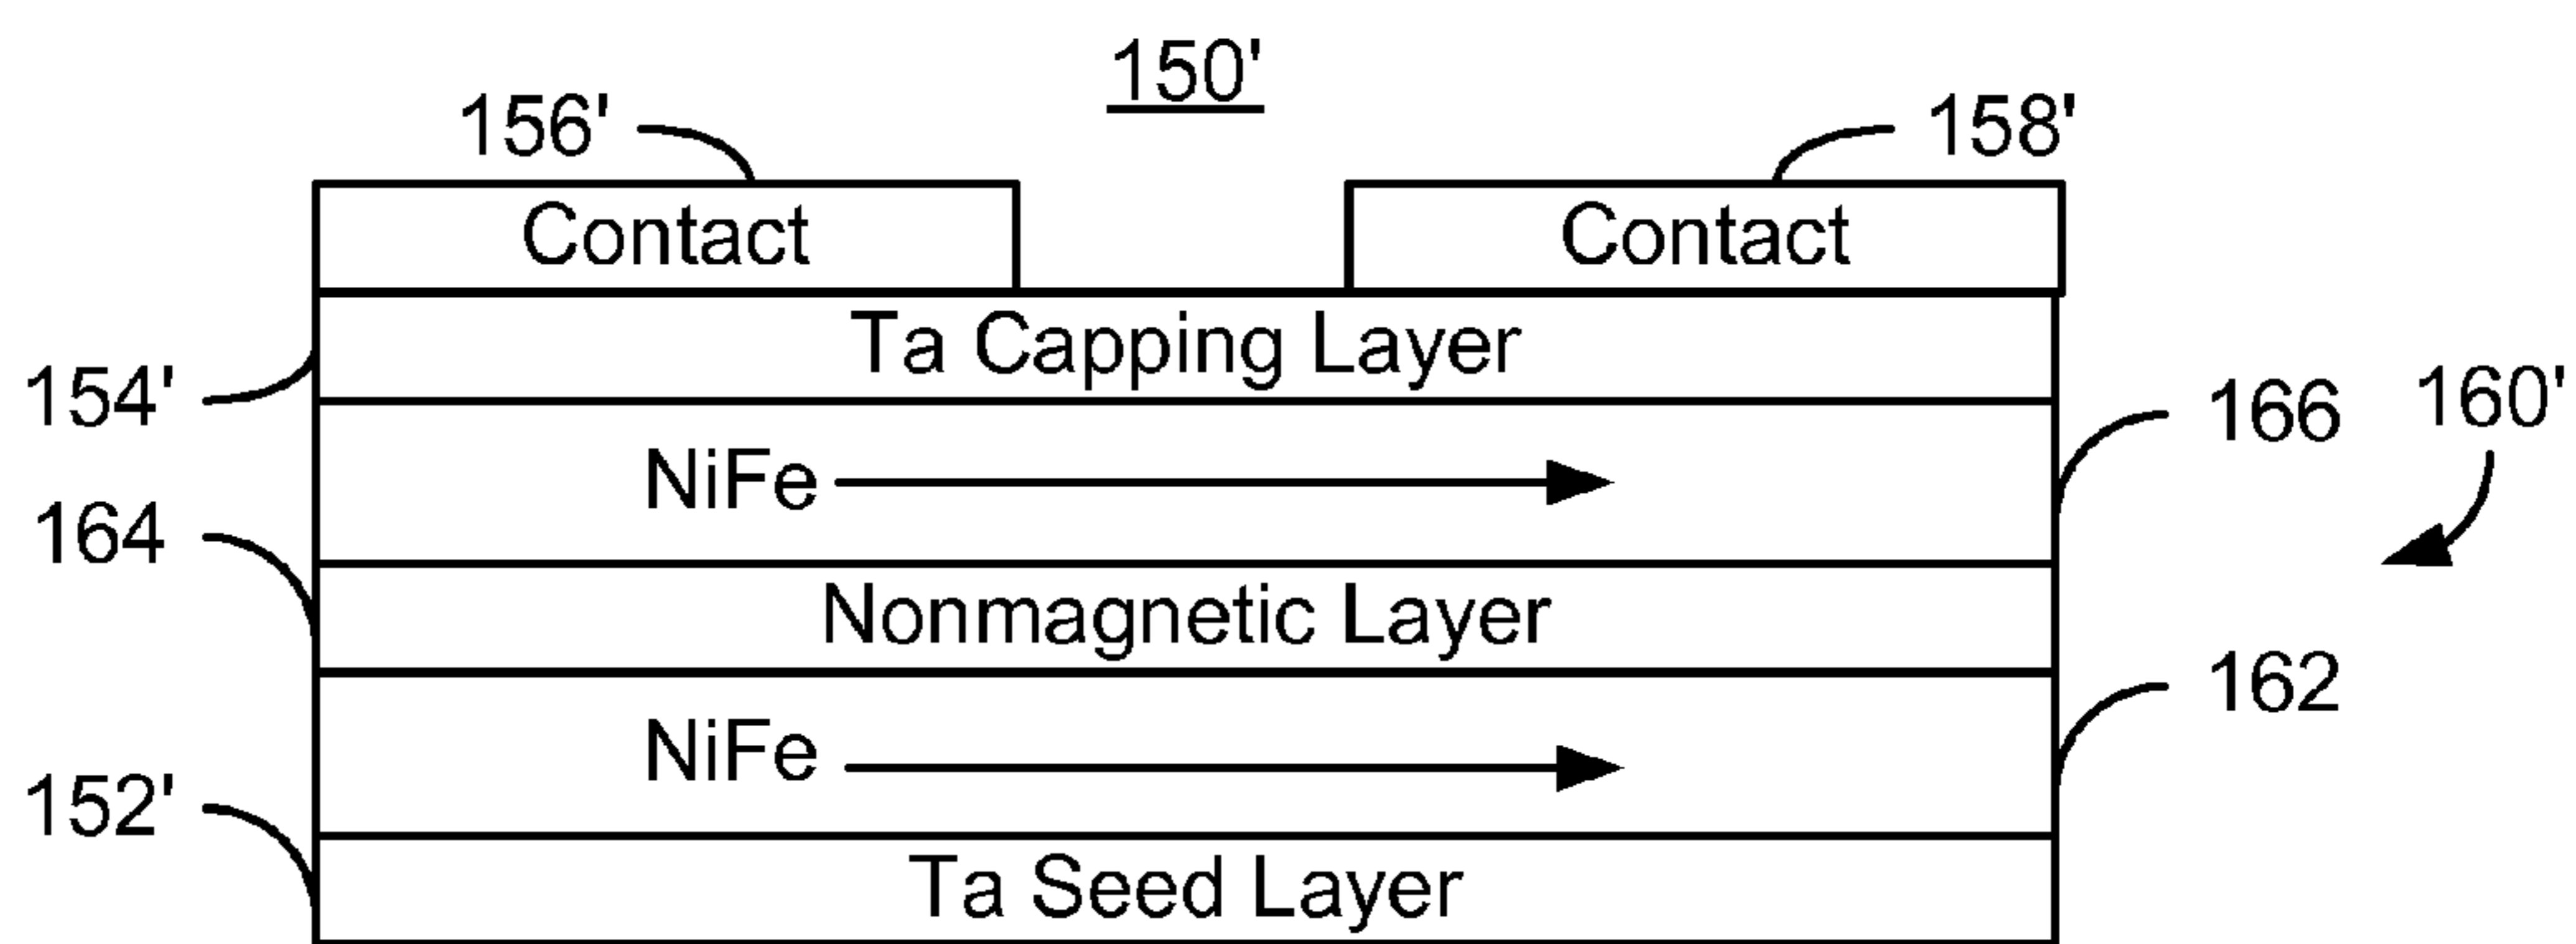 150'
156'
158'
Contact
Contact
Ta Capping Layer
154'
166
160'
NiFe
164
Nonmagnetic Layer
162
NiFe
152'
Ta Seed Layer